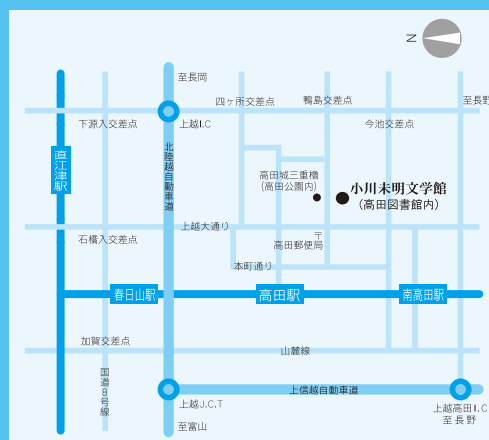 N
至長岡
四ヶ所交差点
鴨島交差点
至長野
下源入交差点
上越I.C
今池交差点
直江津駅
北陸越自動車道
高田城三重櫓
(高田公園内)
小川未明文学館
(高田図書館内)
上越大通り
石橋入交差点
〒
高田郵便局
本町通り
春日山駅
高田駅
南高田駅
加賀交差点
山麓線
国道8号線
上信越自動車道
上越J.C.T
上越高田I.C
至長野
至富山